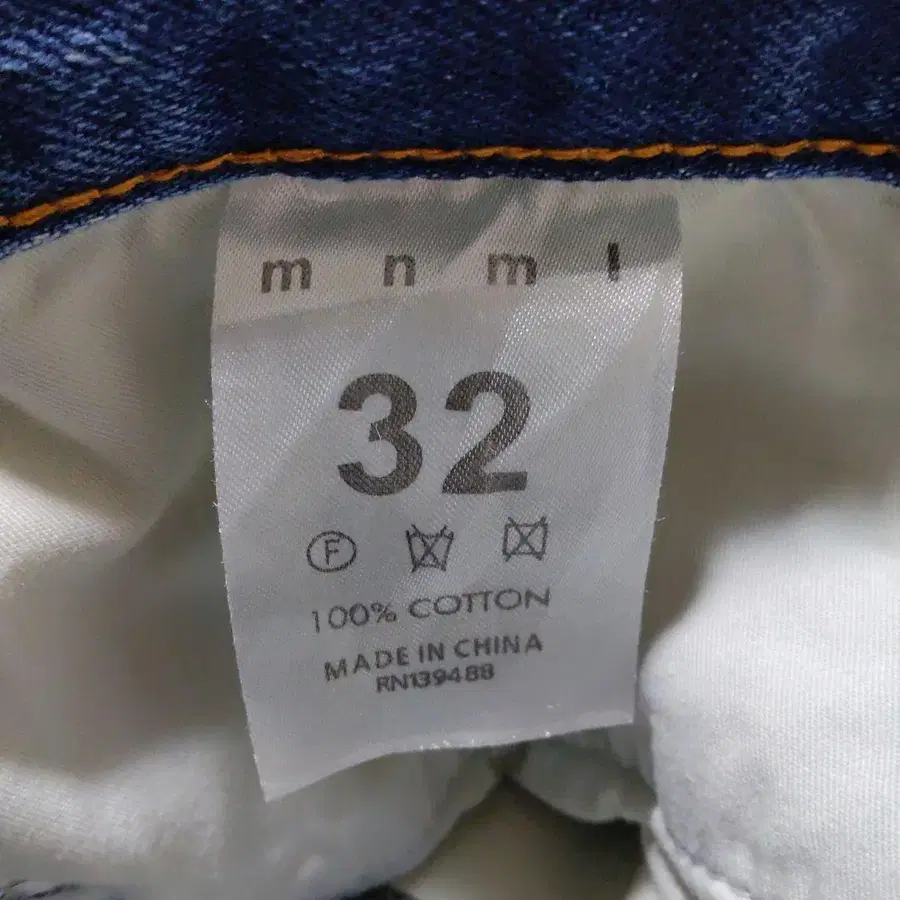 m n m l
32
F
100% COTTON
MADE IN CHINA
RN139488